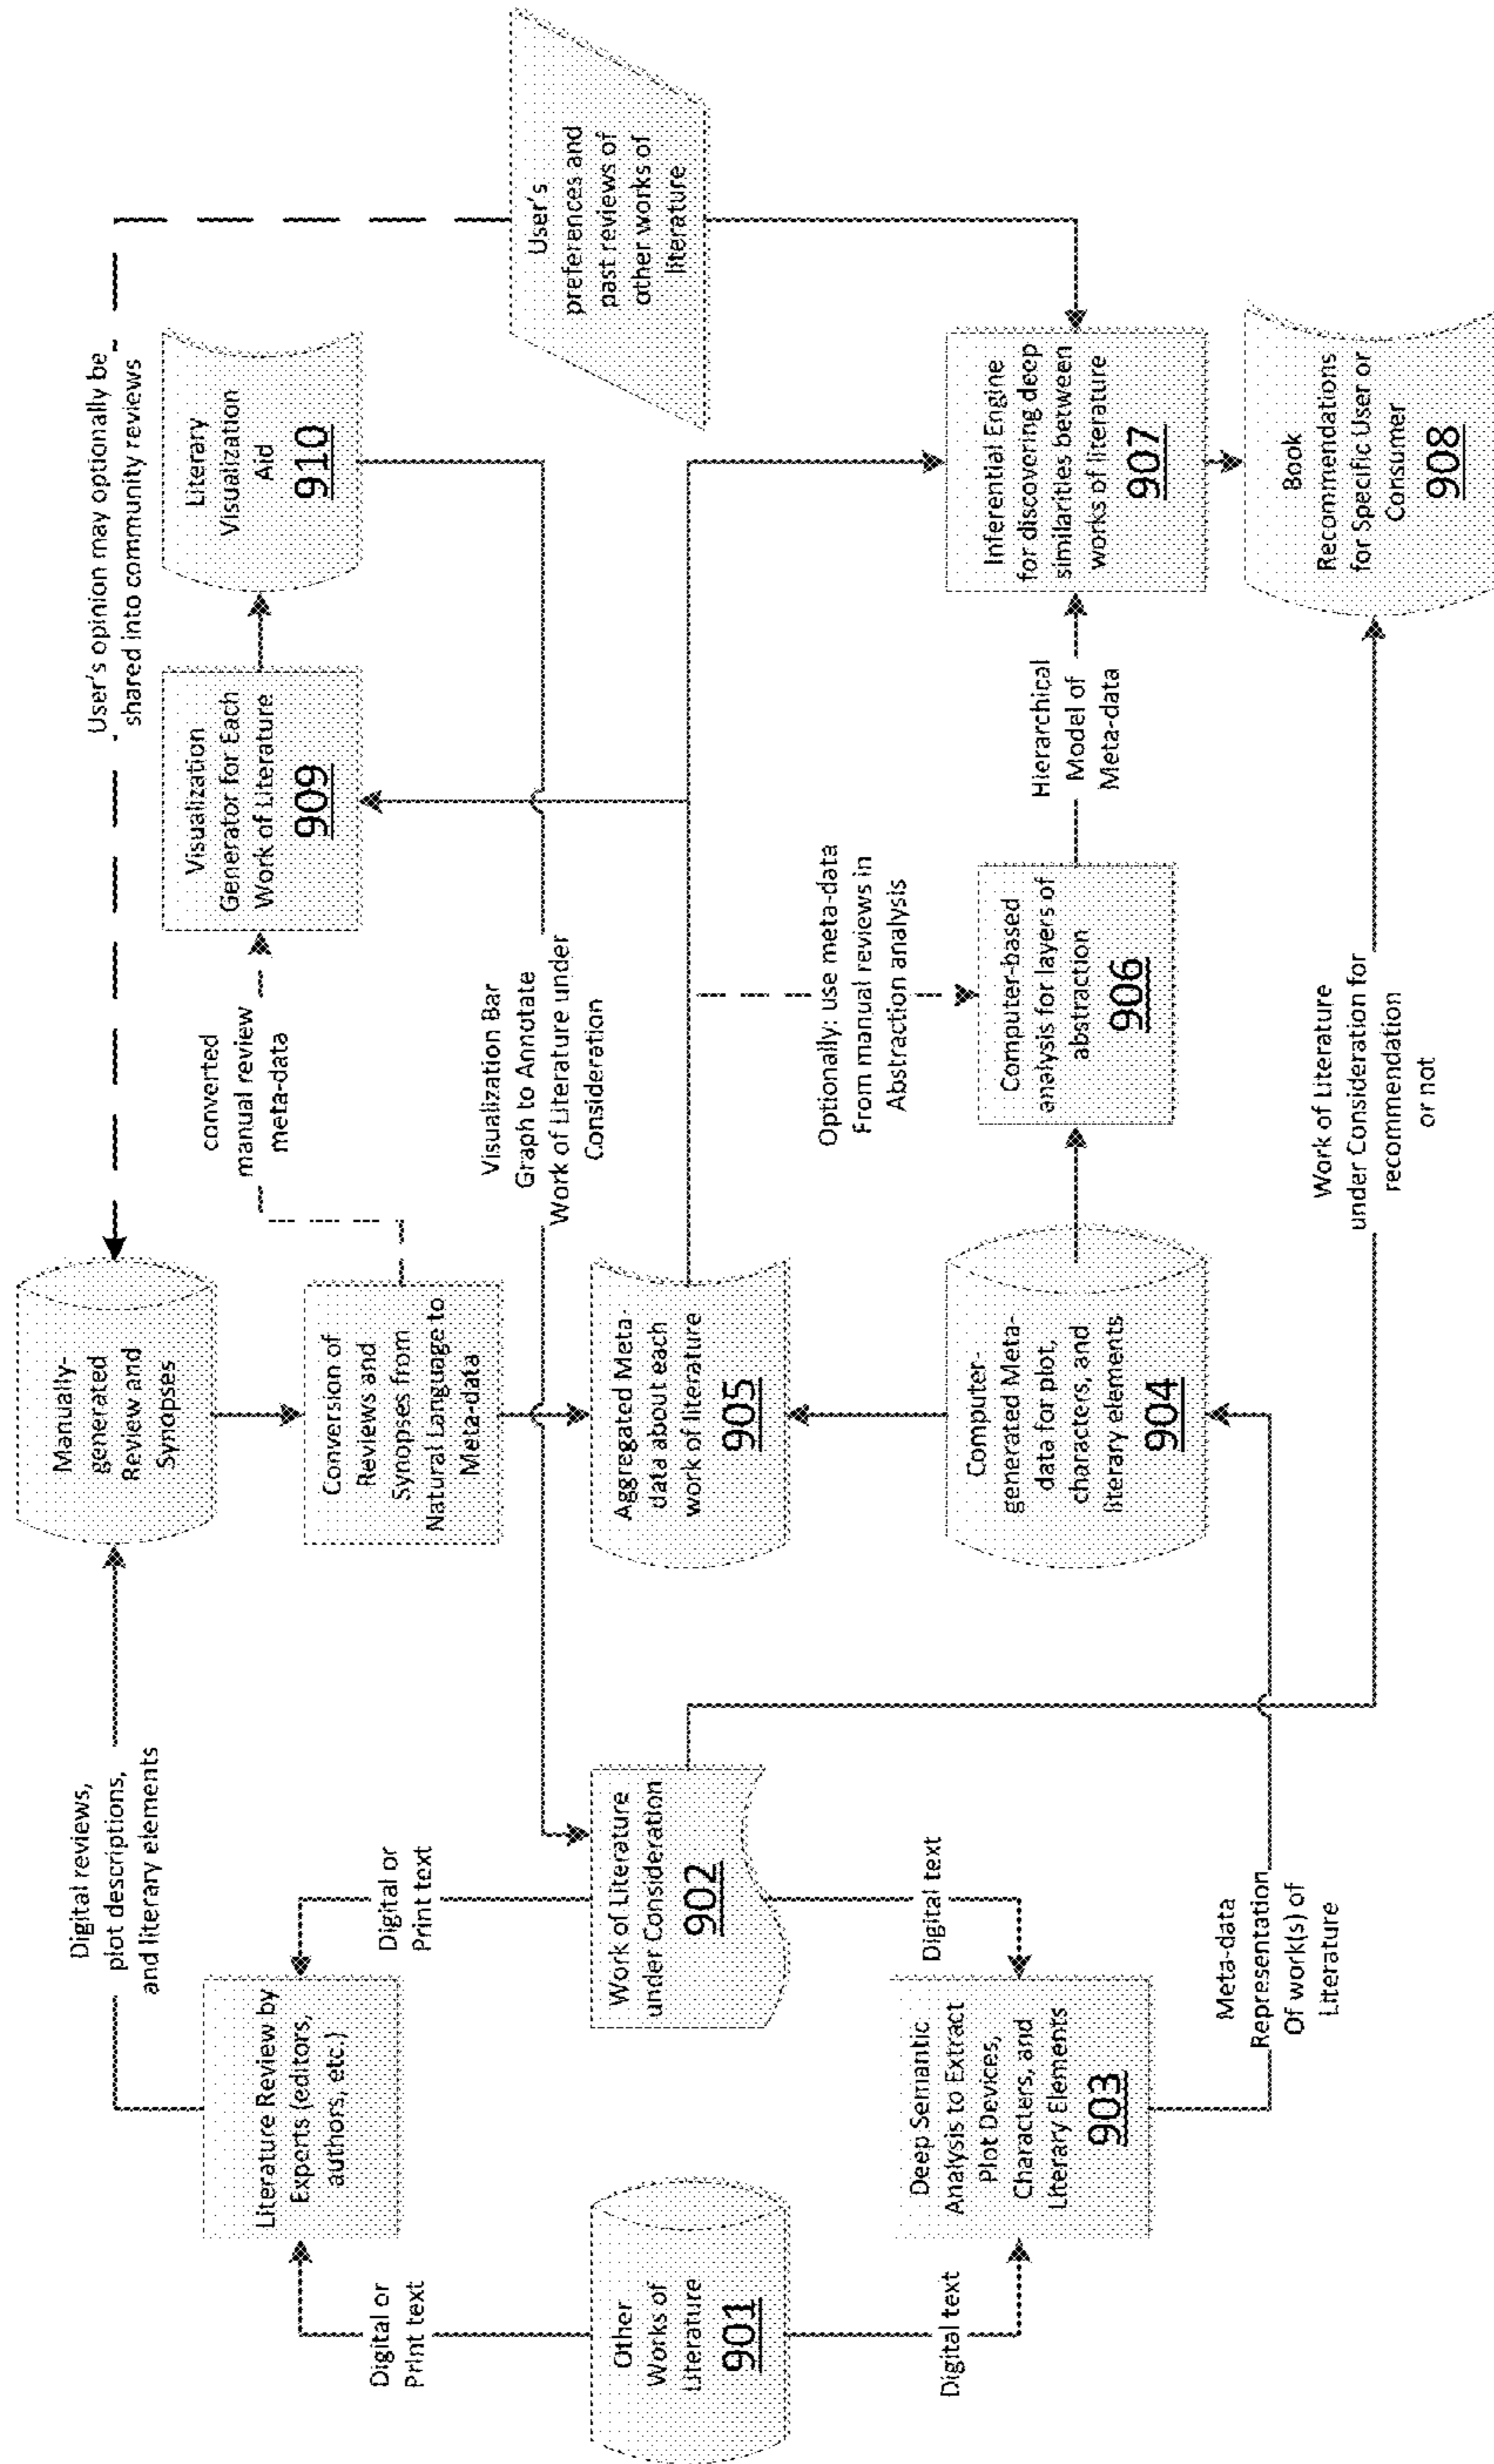 User's opinion may optionally be
shared into community reviews
Digital reviews,
plot descriptions,
and literary elements
Manually-
generated
Review and
Synopses
converted
manual review
meta-data
Visualization
Generator for Each
Work of Literature
909
Literary
Visualization
Aid
910
Literature Review by
Experts (editors,
authors, etc.)
Conversion of
Reviews and
Synopses from
Natural Language to
Meta-data
Digital or
Print text
Digital or
Print text
Visualization Bar
Graph to Annotate
Work of Literature under
Consideration
User's
preferences and
past reviews of
other works of
literature
Other
Works of
Literature
901
Work of Literature
under Consideration
902
Aggregated Meta-
data about each
work of literature
905
Optionally: use meta-data
From manual reviews in
Abstraction analysis
Digital text
Digital text
Deep Semantic
Analysis to Extract
Plot Devices,
Characters, and
Literary Elements
903
Computer-
generated Meta-
data for plot,
characters, and
literary elements
904
Computer-based
analysis for layers of
abstraction
906
Hierarchical
Model of
Meta-data
Inferential Engine
for discovering deep
similarities between
works of literature
907
Meta-data
Representation
Of work(s) of
Literature
Work of Literature
under Consideration for
recommendation
or not
Book
Recommendations
for Specific User or
Consumer
908